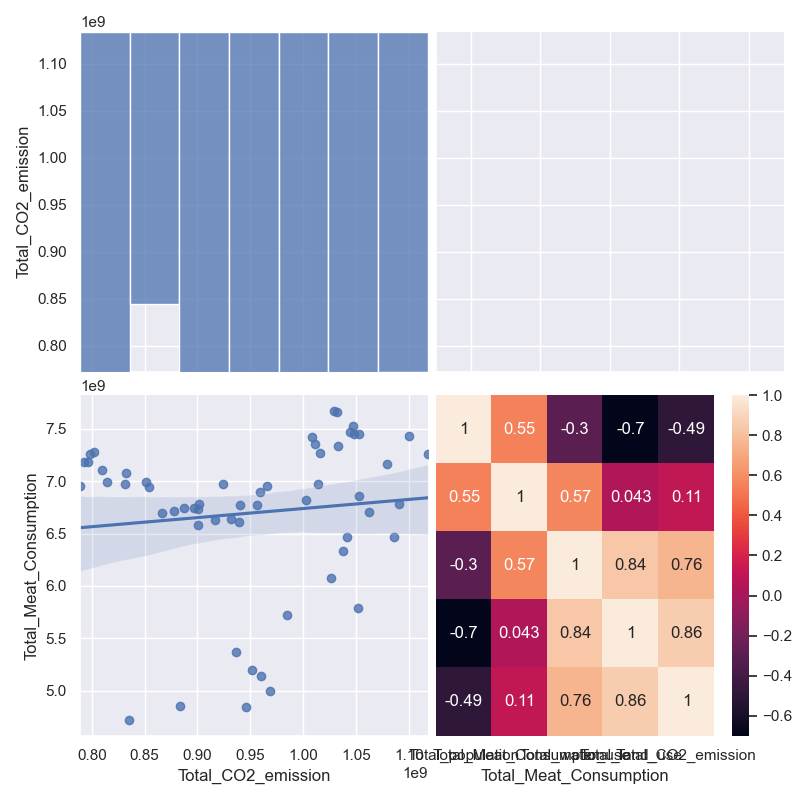 1e9
1.10
1.05
1.00
0.95
0.90
0.85
0.80
Total_CO2_emission
1e9
7.5
7.0
6.5
6.0
5.5
5.0
Total_Meat_Consumption
0.80 0.85 0.90 0.95 1.00 1.05 1.10
Total_CO2_emission
1e9
1 0.55 -0.3 -0.7 -0.49
0.55 1 0.57 0.043 0.11
-0.3 0.57 1 0.84 0.76
-0.7 0.043 0.84 1 0.86
-0.49 0.11 0.76 0.86 1
Total_population Total_Meat_Consumption Total_CO2_emission
Total_Meat_Consumption
1.0
0.8
0.6
0.4
0.2
0.0
−0.2
−0.4
−0.6